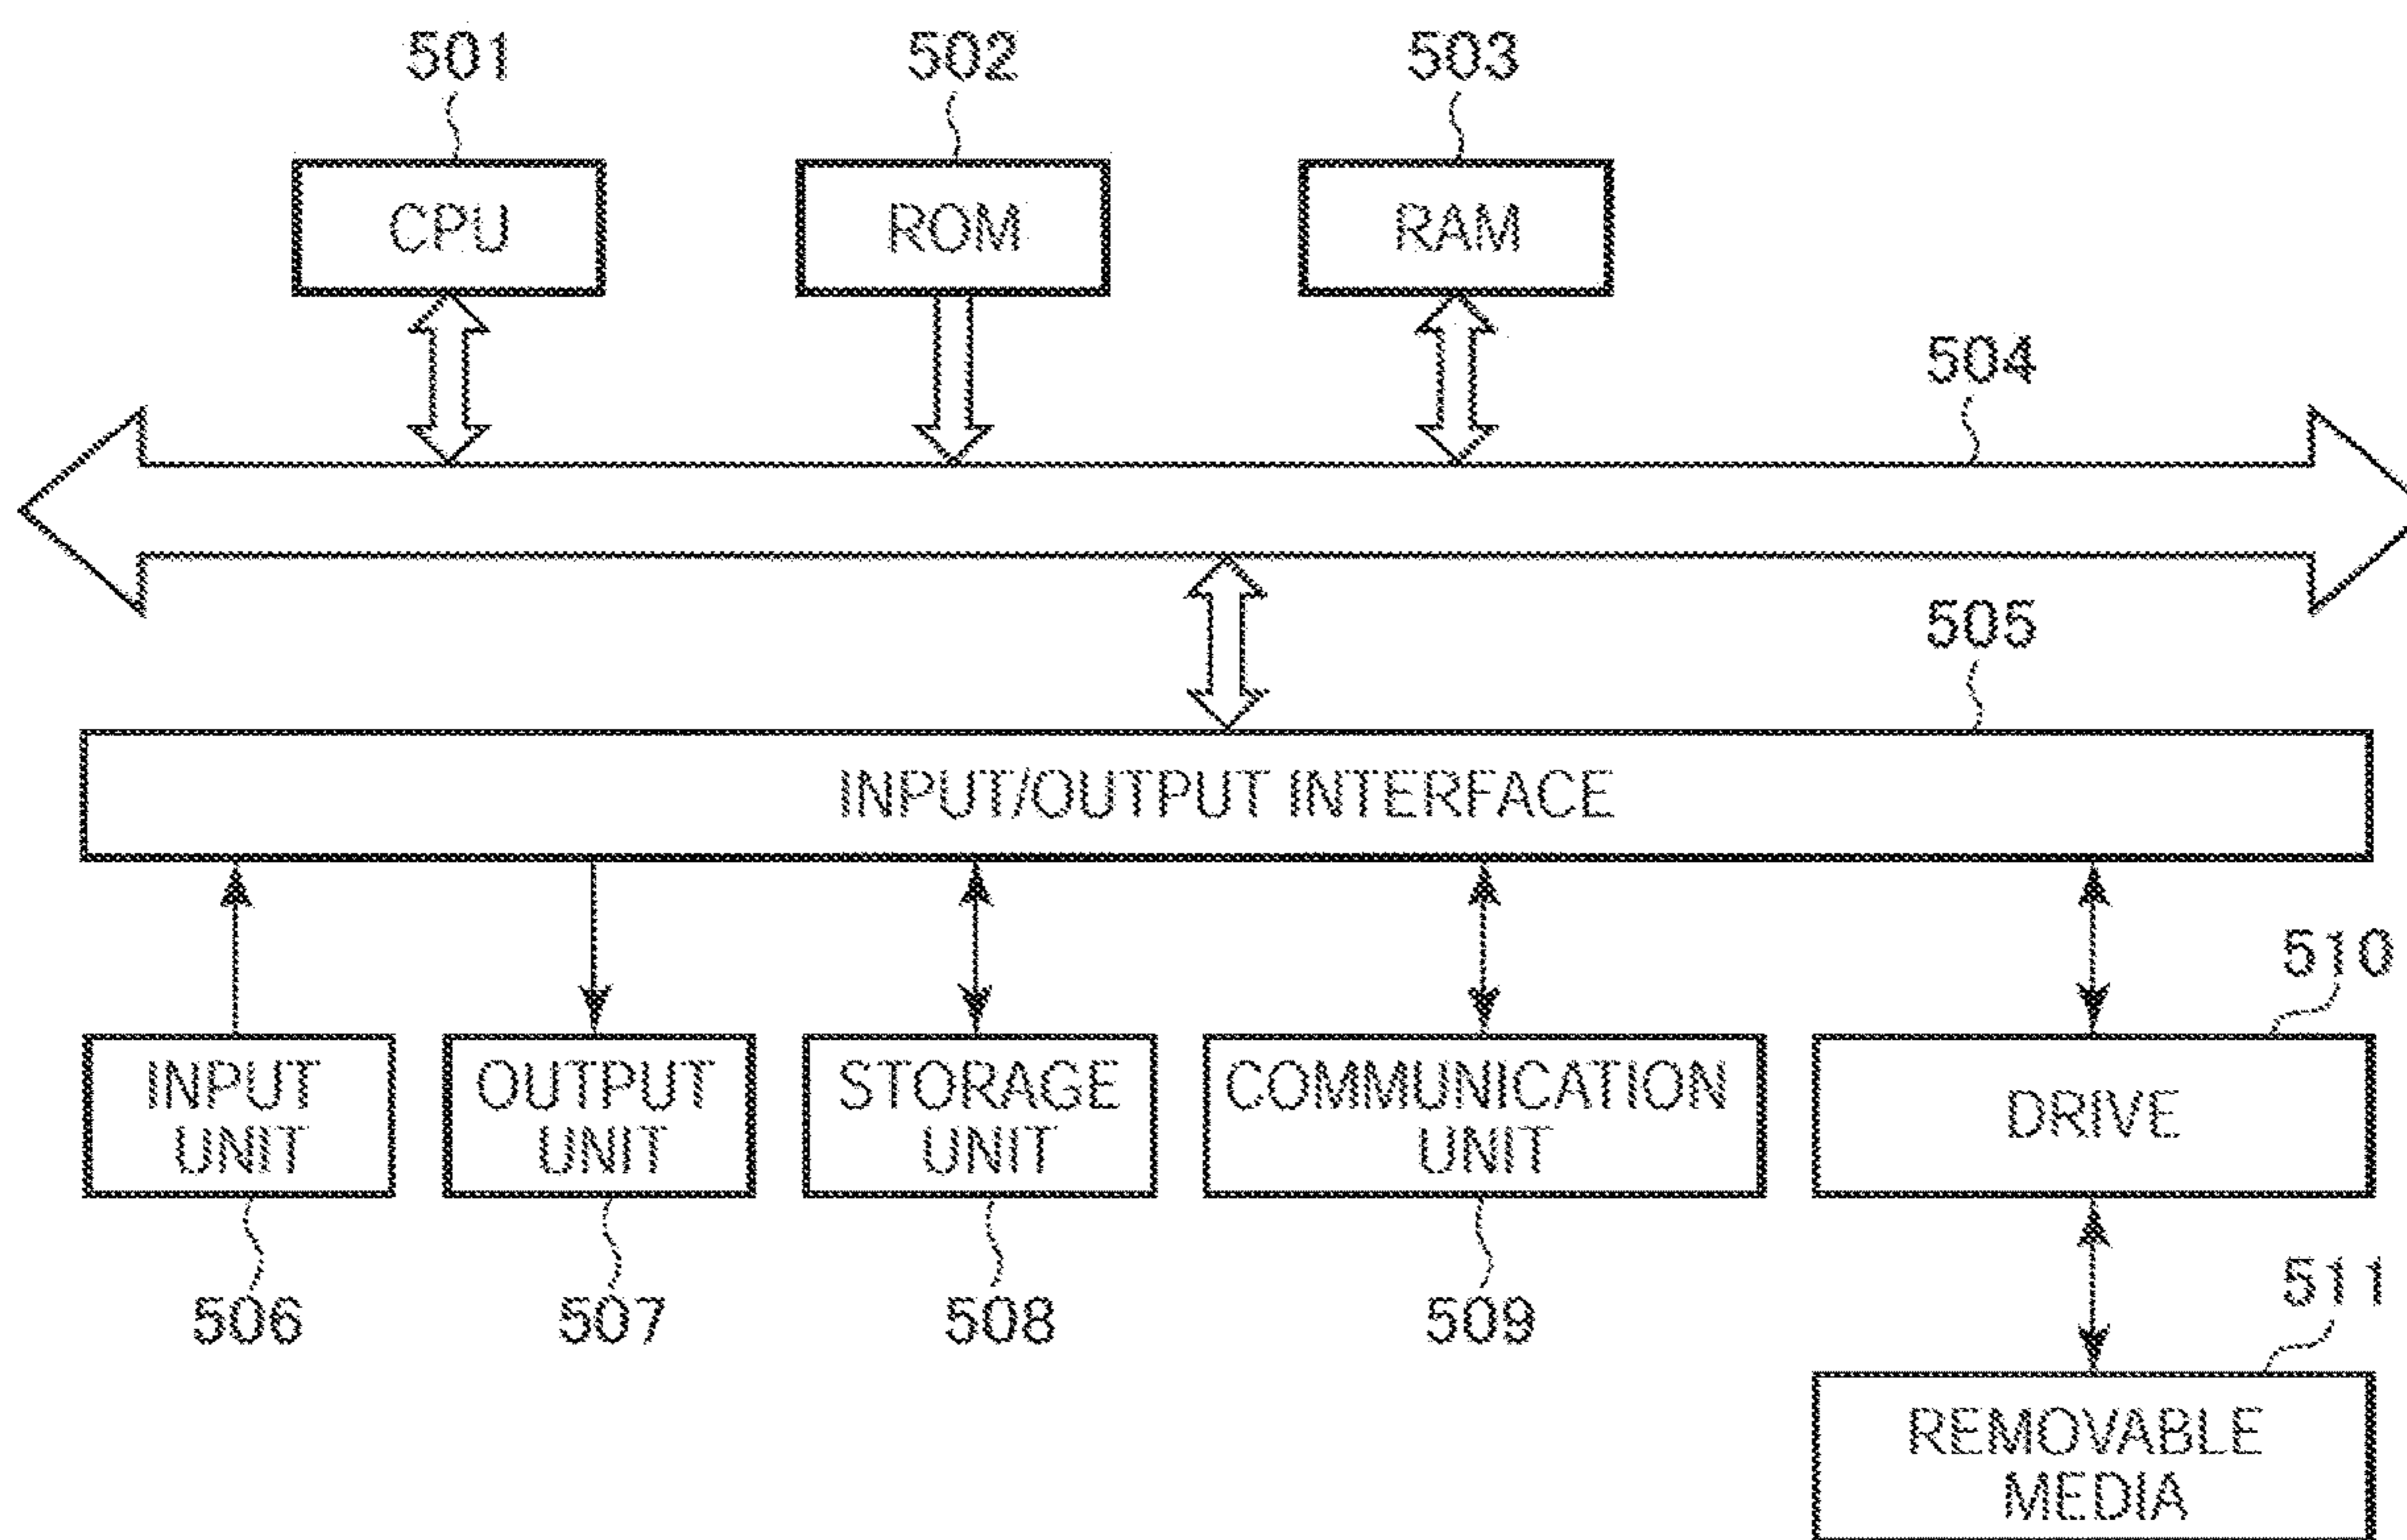 501
502
503
CPU
ROM
RAM
504
505
INPUT/OUTPUT INTERFACE
510
INPUT
UNIT
OUTPUT
UNIT
STORAGE
UNIT
COMMUNICATION
UNIT
DRIVE
506
507
508
509
511
REMOVABLE
MEDIA